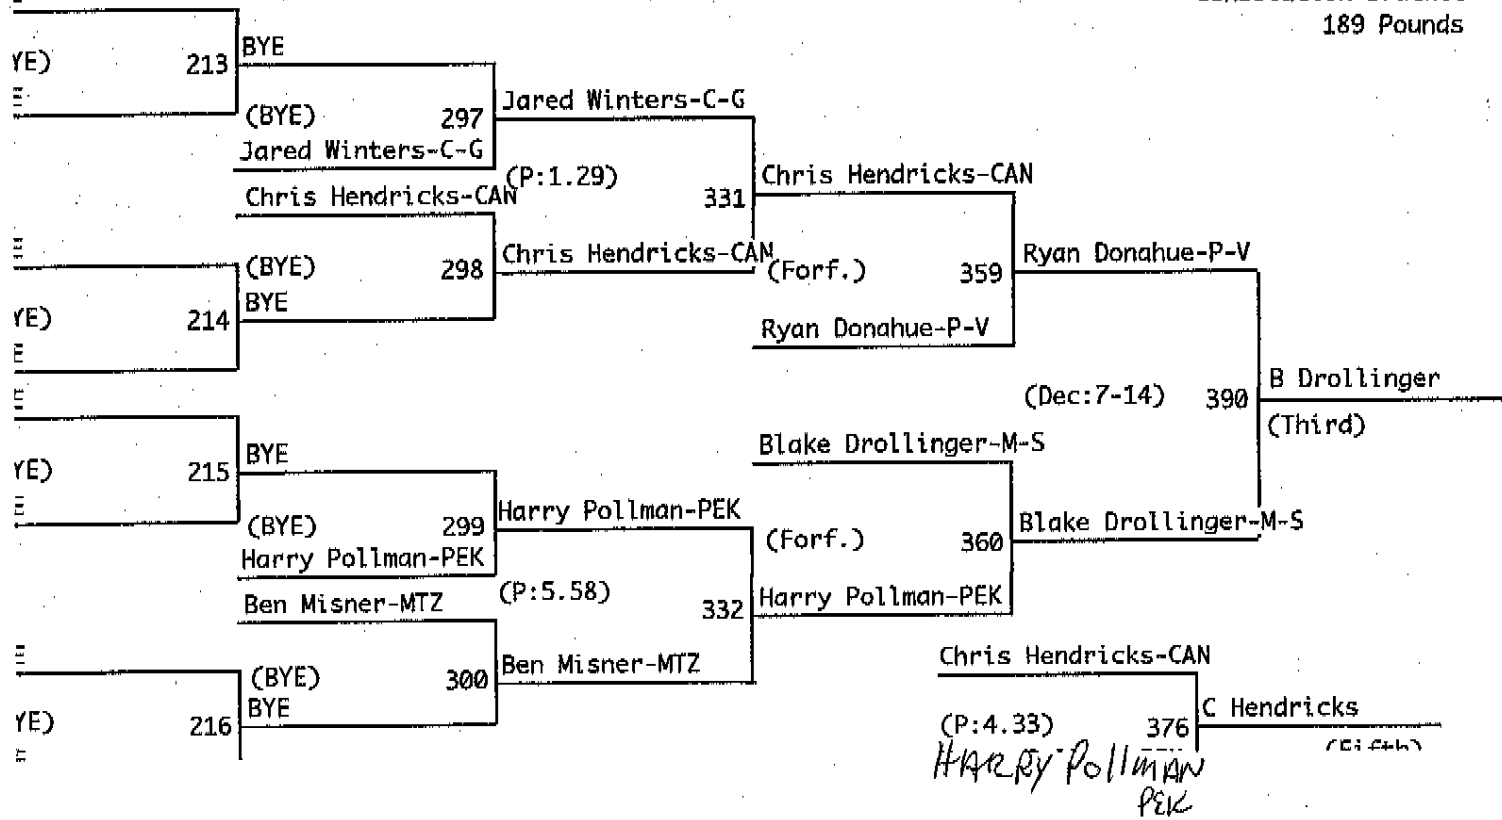 189 Pounds
BYE
YE)
213
(BYE)
297
Jared Winters-C-G
Jared Winters-C-G
(P:1.29)
Chris Hendricks-CAN
331
Chris Hendricks-CAN
(BYE)
298
Chris Hendricks-CAN
(Forf.)
359
Ryan Donahue-P-V
BYE
YE)
214
Ryan Donahue-P-V
(Dec:7-14)
390
B Drollinger
(Third)
Blake Drollinger-M-S
BYE
YE)
215
(BYE)
299
Harry Pollman-PEK
(Forf.)
360
Blake Drollinger-M-S
Harry Pollman-PEK
(P:5.58)
332
Harry Pollman-PEK
Ben Misner-MTZ
(BYE)
300
Ben Misner-MTZ
Chris Hendricks-CAN
BYE
YE)
216
(P:4.33)
376
C Hendricks
(Fifth)
HARRY Pollman
PEK